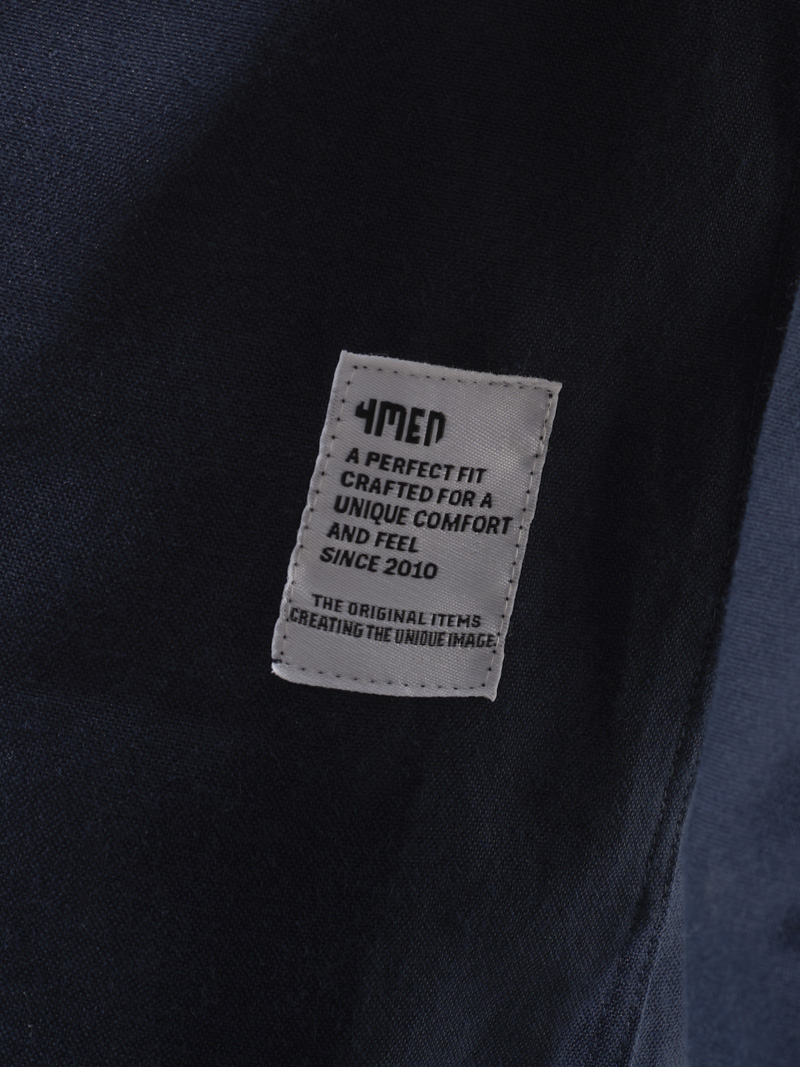 4MEN
A PERFECT FIT
CRAFTED FOR A
UNIQUE COMFORT
AND FEEL
SINCE 2010
THE ORIGINAL ITEMS
CREATING THE UNIQUE IMAGE